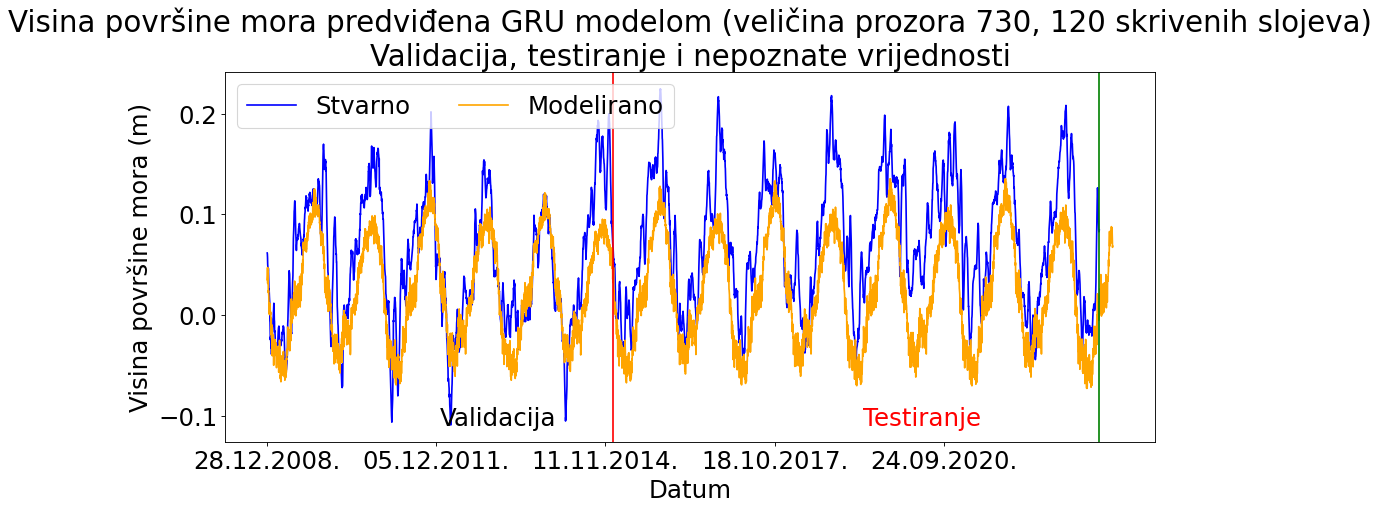 Visina površine mora predviđena GRU modelom (veličina prozora 730, 120 skrivenih slojeva)
Validacija, testiranje i nepoznate vrijednosti
Stvarno
Modelirano
Visina površine mora (m)
0.2
0.1
0.0
−0.1
Validacija
Testiranje
28.12.2008.
05.12.2011.
11.11.2014.
18.10.2017.
24.09.2020.
Datum